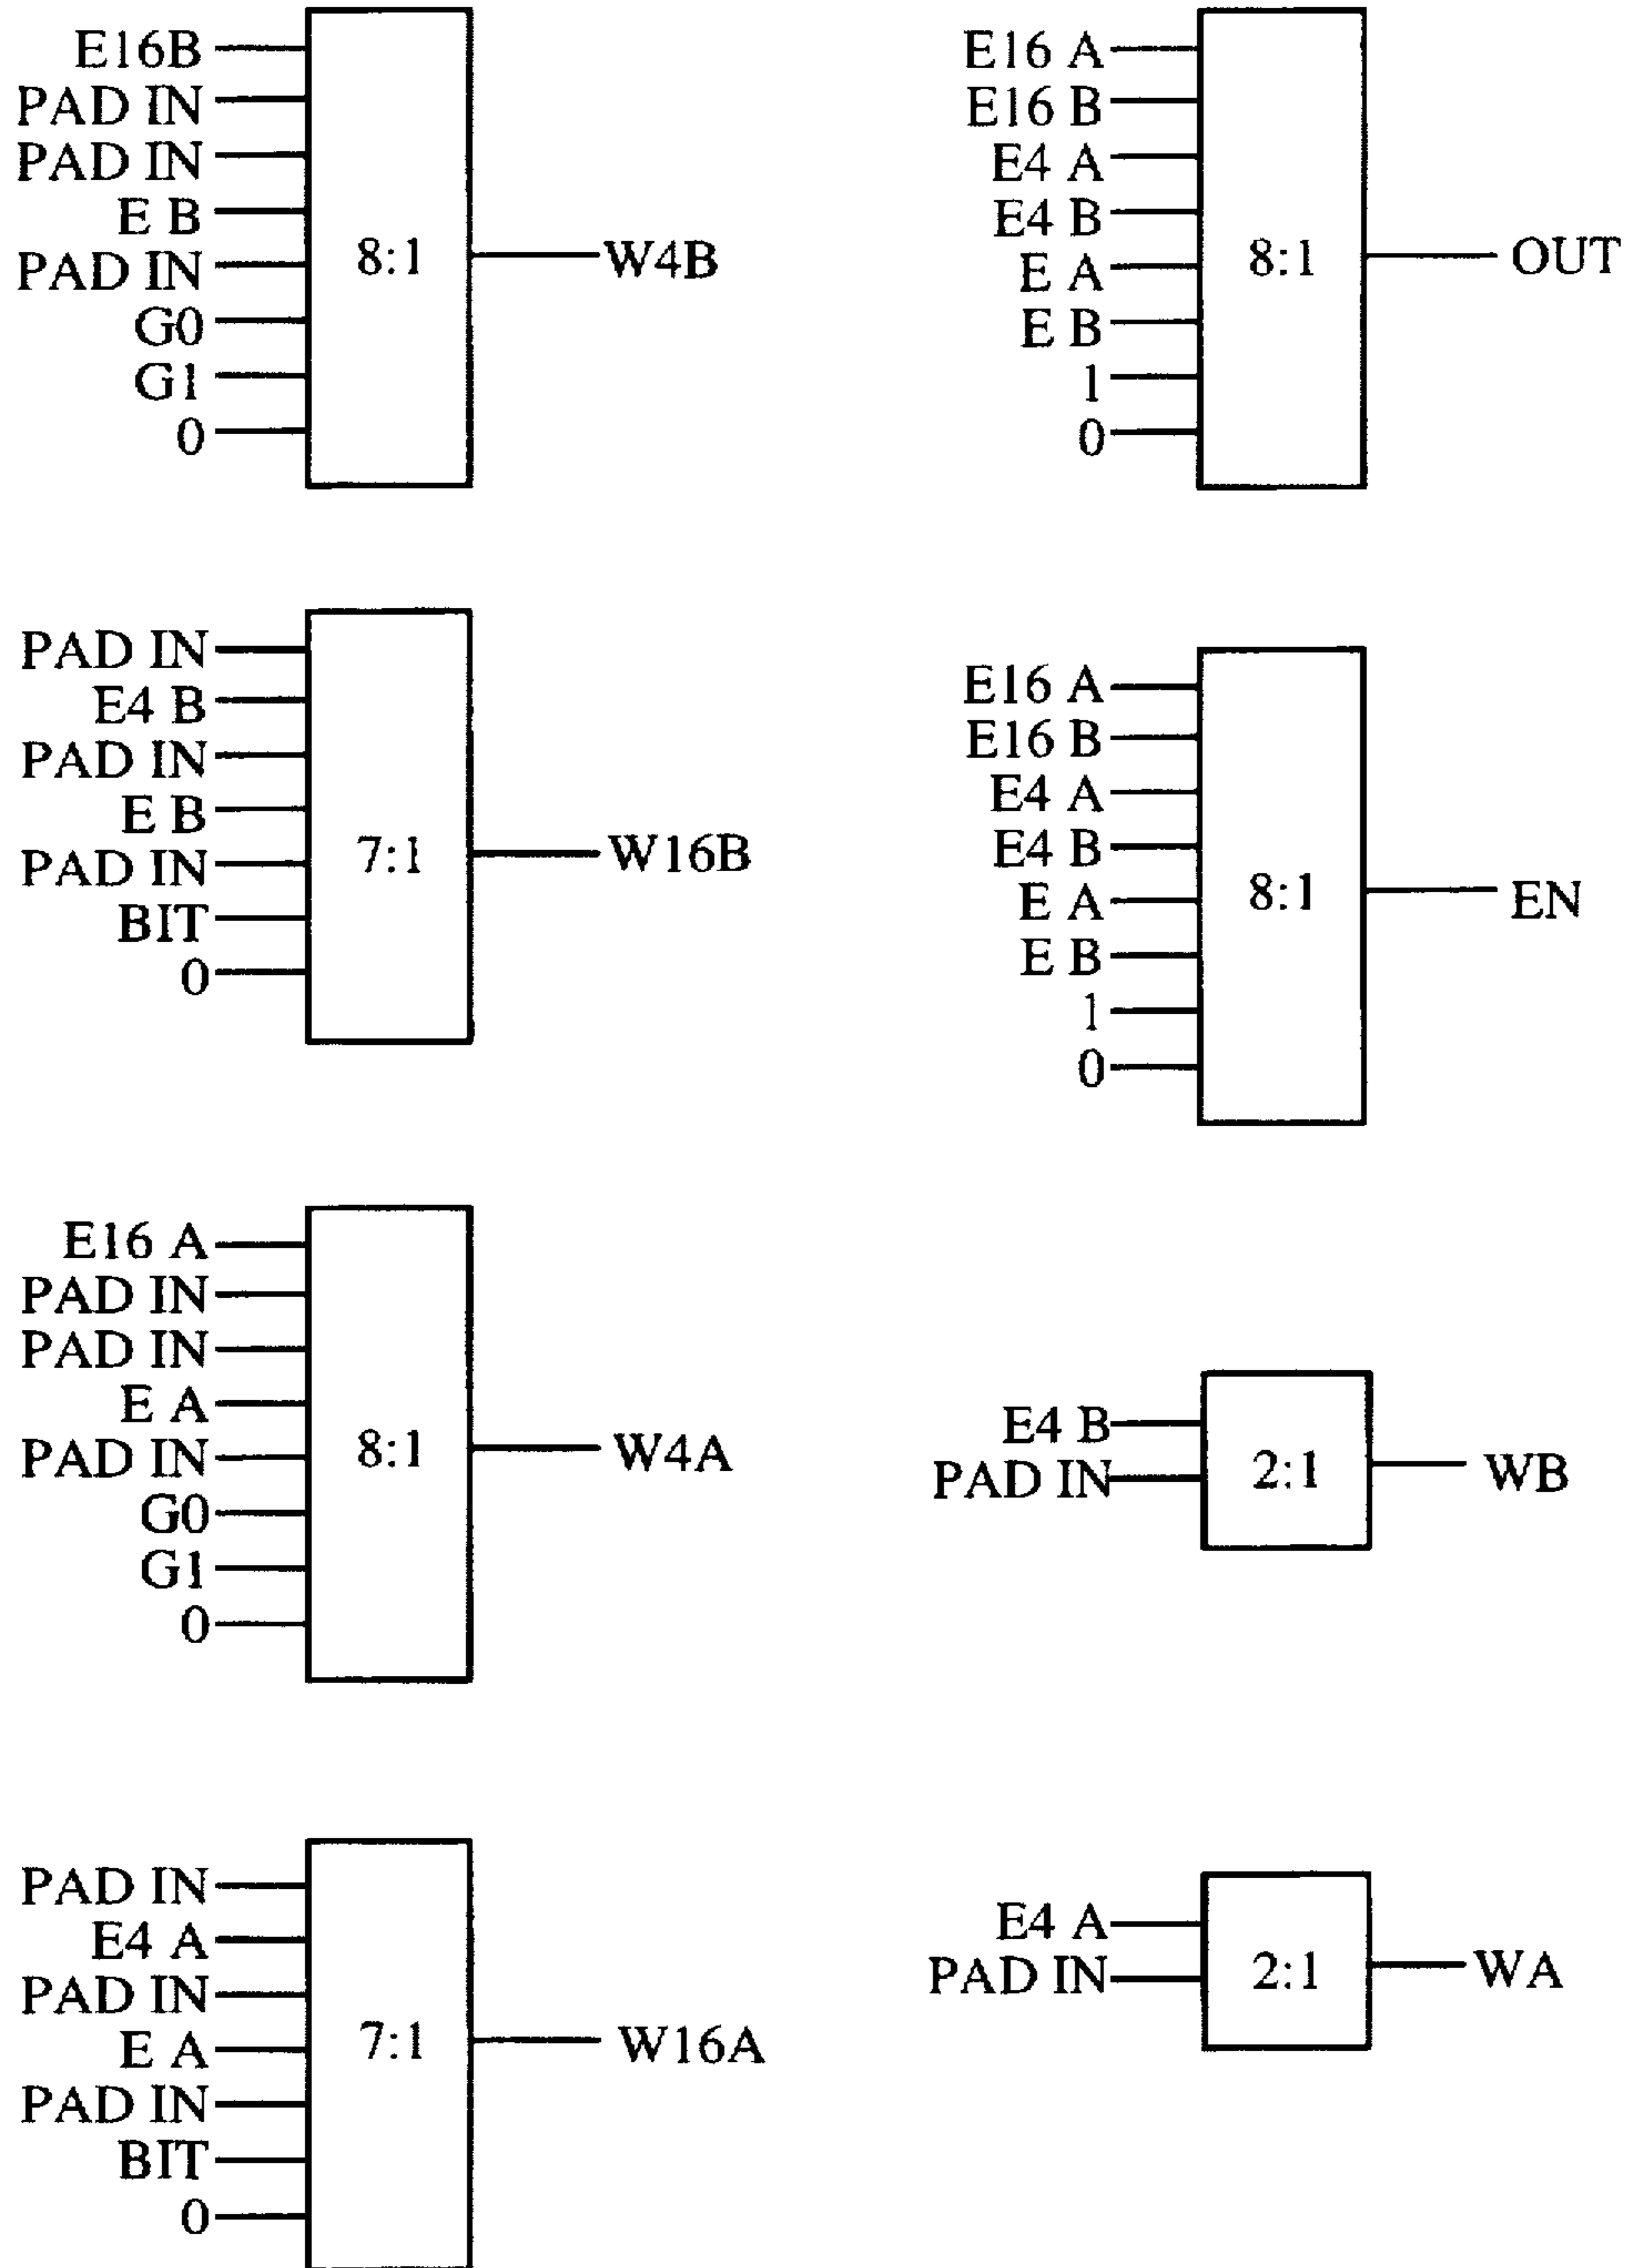 E16B
PAD IN
PAD IN
E B
PAD IN
G0
G1
0
8:1
W4B
E16 A
E16 B
E4 A
E4 B
E A
E B
1
0
8:1
OUT
PAD IN
E4 B
PAD IN
E B
PAD IN
BIT
0
7:1
W16B
E16 A
E16 B
E4 A
E4 B
E A
E B
1
0
8:1
EN
E16 A
PAD IN
PAD IN
E A
PAD IN
G0
G1
0
8:1
W4A
E4 B
PAD IN
2:1
WB
PAD IN
E4 A
PAD IN
E A
PAD IN
BIT
0
7:1
W16A
E4 A
PAD IN
2:1
WA